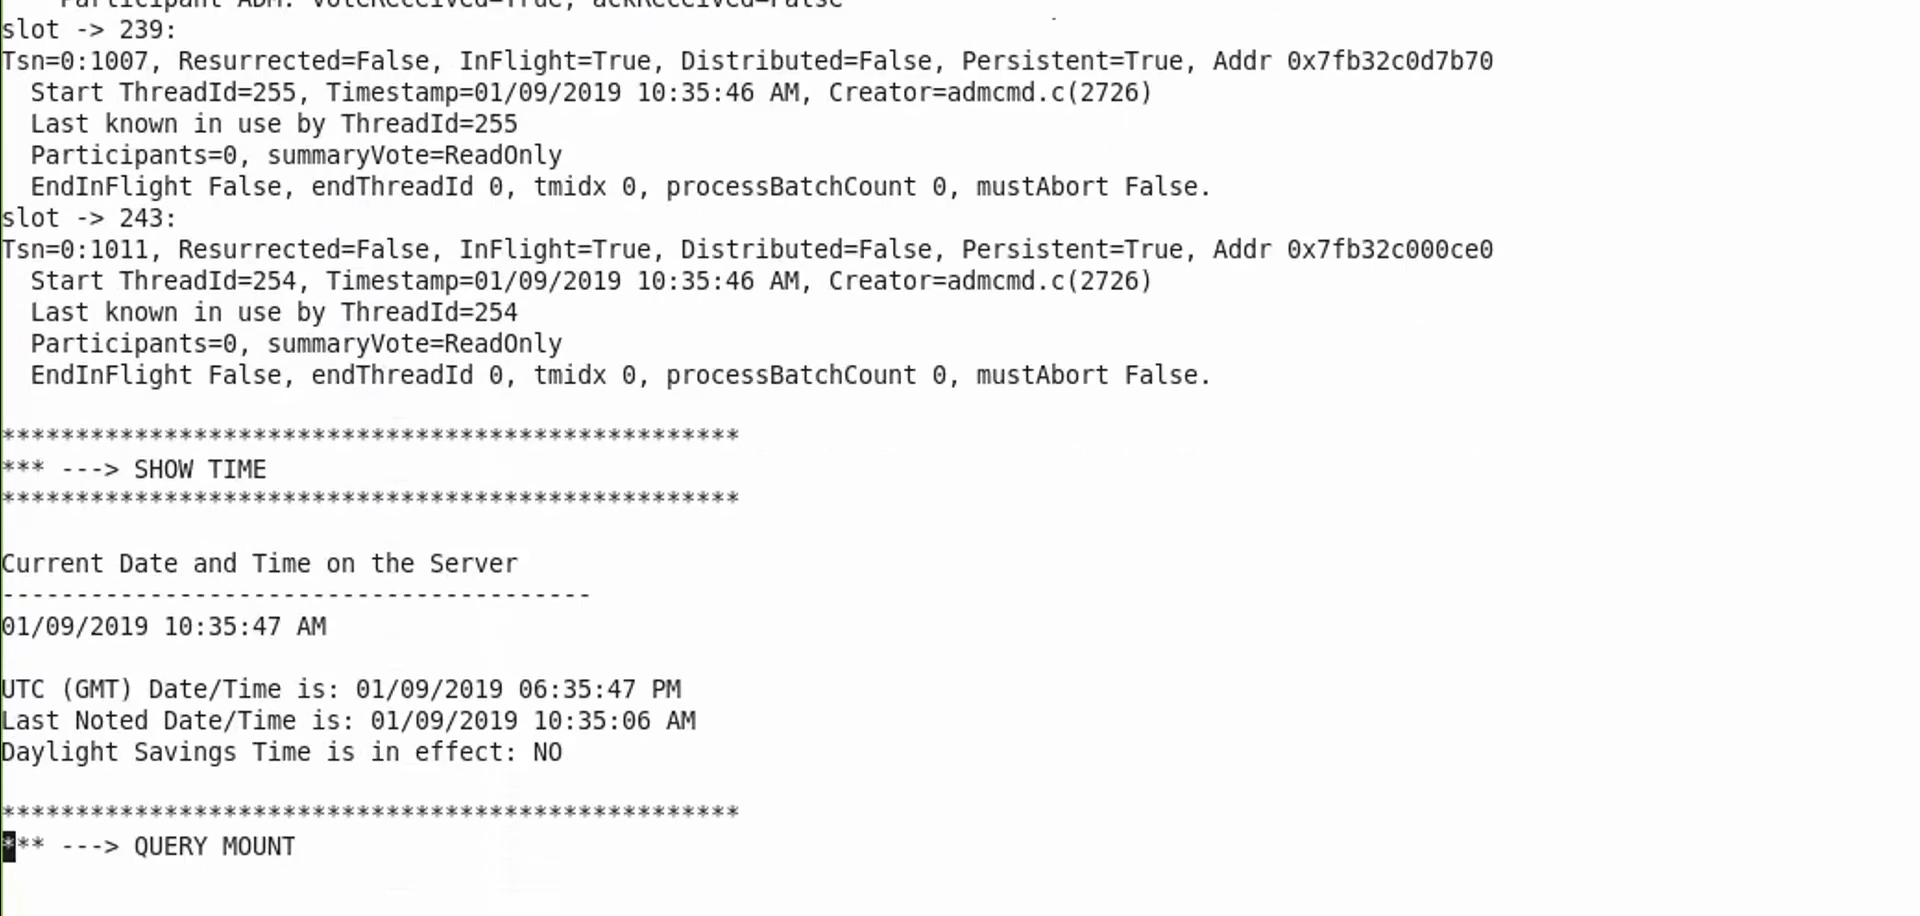 Participant ADM: voteReceived=True, ackReceived=False
slot -> 239:
Tsn=0:1007, Resurrected=False, InFlight=True, Distributed=False, Persistent=True, Addr 0x7fb32c0d7b70
  Start ThreadId=255, Timestamp=01/09/2019 10:35:46 AM, Creator=admcmd.c(2726)
  Last known in use by ThreadId=255
  Participants=0, summaryVote=ReadOnly
  EndInFlight False, endThreadId 0, tmidx 0, processBatchCount 0, mustAbort False.
slot -> 243:
Tsn=0:1011, Resurrected=False, InFlight=True, Distributed=False, Persistent=True, Addr 0x7fb32c000ce0
  Start ThreadId=254, Timestamp=01/09/2019 10:35:46 AM, Creator=admcmd.c(2726)
  Last known in use by ThreadId=254
  Participants=0, summaryVote=ReadOnly
  EndInFlight False, endThreadId 0, tmidx 0, processBatchCount 0, mustAbort False.
**************************************************
*** ---> SHOW TIME
**************************************************
Current Date and Time on the Server
----------------------------------------
01/09/2019 10:35:47 AM
UTC (GMT) Date/Time is: 01/09/2019 06:35:47 PM
Last Noted Date/Time is: 01/09/2019 10:35:06 AM
Daylight Savings Time is in effect: NO
**************************************************
*** ---> QUERY MOUNT